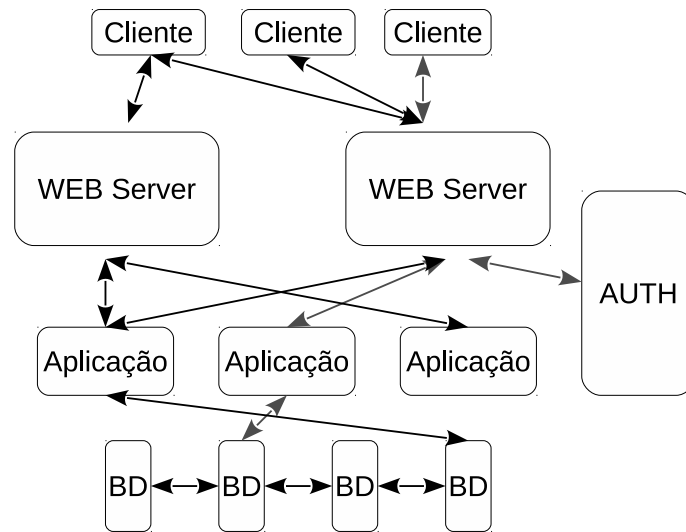 Cliente
Cliente
Cliente
WEB Server
WEB Server
AUTH
Aplicação
Aplicação
Aplicação
BD
BD
BD
BD